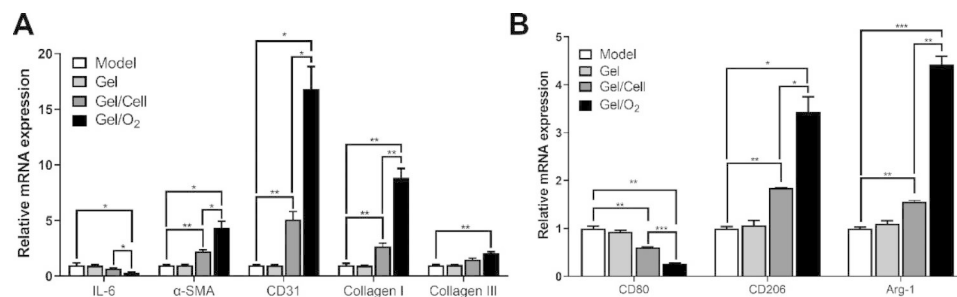 A
Relative mRNA expression
20
15
10
5
0
Model
Gel
Gel/Cell
Gel/O₂
* * ** * * ** * * ** ** ** **
IL-6 α-SMA CD31 Collagen I Collagen III
B
Relative mRNA expression
5
4
3
2
1
0
Model
Gel
Gel/Cell
Gel/O₂
** ** *** ** * * ** *** **
CD80 CD206 Arg-1